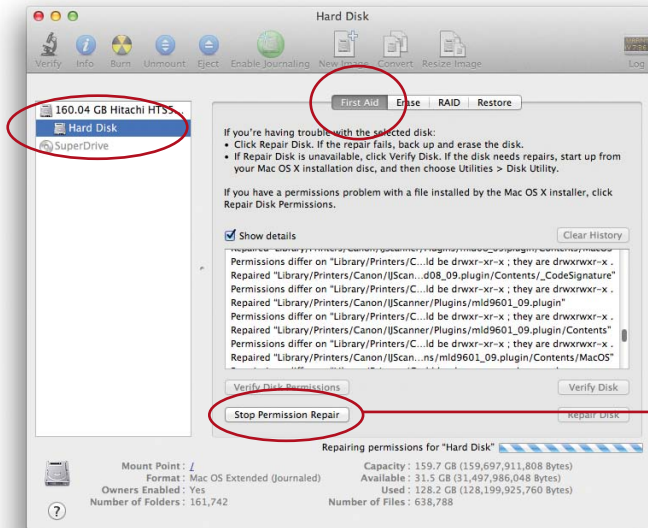 Hard Disk
Verify Info Burn Unmount Eject Enable Journaling New Image Convert Resize Image Log
160.04 GB Hitachi HTS5...
Hard Disk
SuperDrive
First Aid Erase RAID Restore
If you're having trouble with the selected disk:
• Click Repair Disk. If the repair fails, back up and erase the disk.
• If Repair Disk is unavailable, click Verify Disk. If the disk needs repairs, start up from
your Mac OS X installation disc, and then choose Utilities > Disk Utility.
If you have a permissions problem with a file installed by the Mac OS X installer, click
Repair Disk Permissions.
Show details
Clear History
Permissions differ on "Library/Printers/C...ld be drwxr-xr-x ; they are drwxrwxr-x .
Repaired "Library/Printers/Canon/IJScan...d08_09.plugin/Contents/_CodeSignature"
Permissions differ on "Library/Printers/C...ld be drwxr-xr-x ; they are drwxrwxr-x .
Repaired "Library/Printers/Canon/IJScanner/Plugins/mld9601_09.plugin"
Permissions differ on "Library/Printers/C...ld be drwxr-xr-x ; they are drwxrwxr-x .
Repaired "Library/Printers/Canon/IJScanner/Plugins/mld9601_09.plugin/Contents"
Permissions differ on "Library/Printers/C...ld be drwxr-xr-x ; they are drwxrwxr-x .
Repaired "Library/Printers/Canon/IJScan...ns/mld9601_09.plugin/Contents/MacOS"
Verify Disk Permissions Verify Disk
Stop Permission Repair Repair Disk
Repairing permissions for "Hard Disk"
Mount Point : / Capacity : 159.7 GB (159,697,911,808 Bytes)
Format : Mac OS Extended (Journaled) Available : 31.5 GB (31,497,986,048 Bytes)
Owners Enabled : Yes Used : 128.2 GB (128,199,925,760 Bytes)
Number of Folders : 161,742 Number of Files : 638,788
?